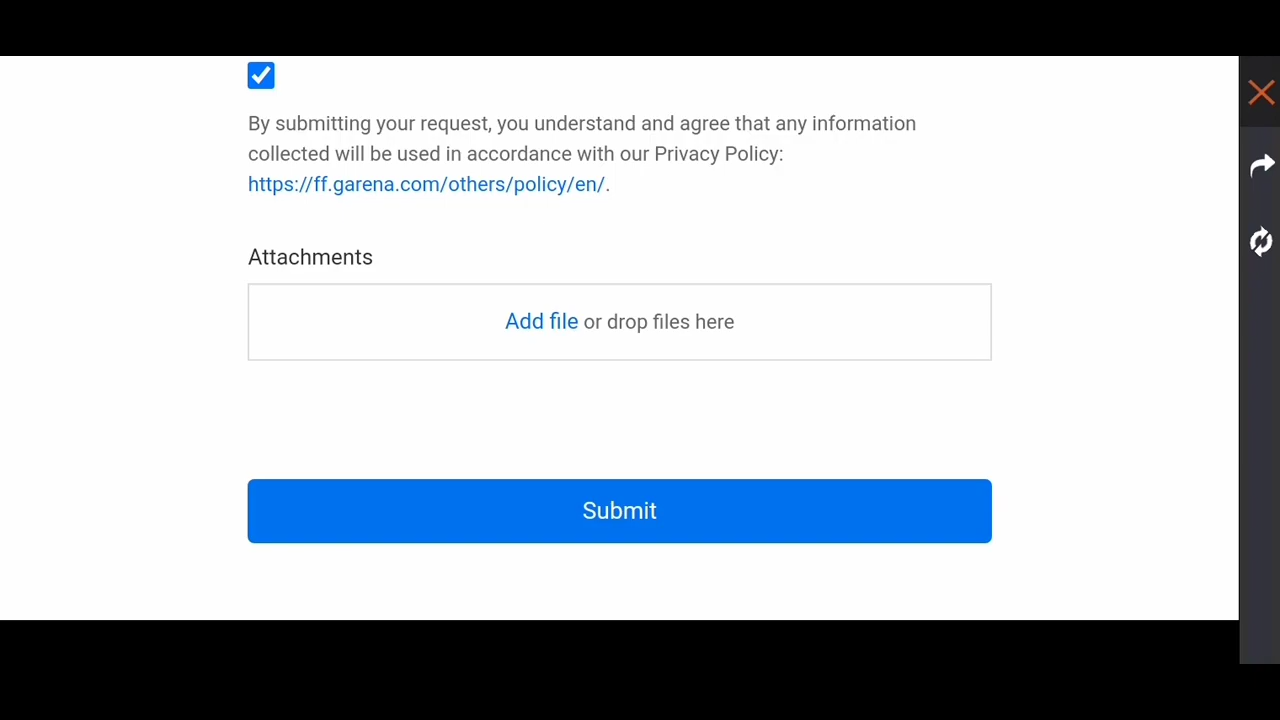 By submitting your request, you understand and agree that any information
collected will be used in accordance with our Privacy Policy:
https://ff.garena.com/others/policy/en/.
Attachments
Add file or drop files here
Submit